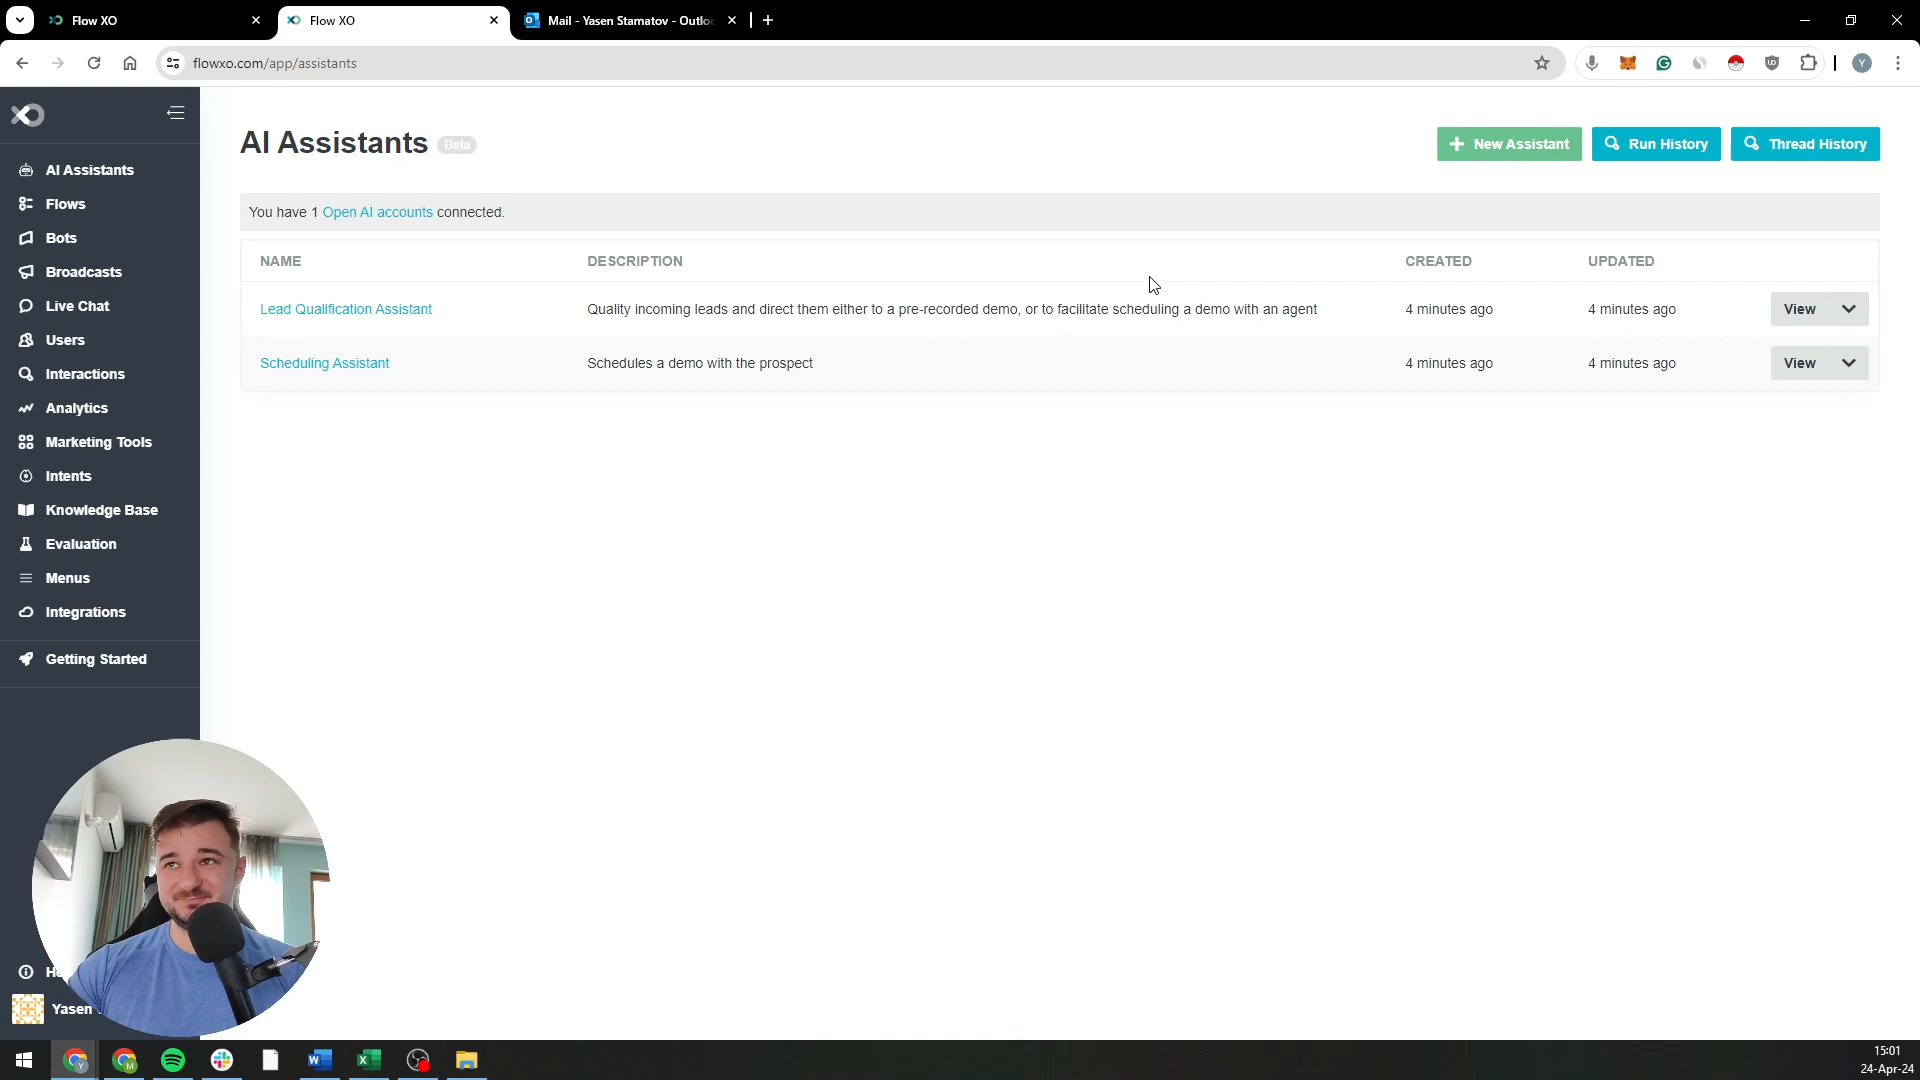 Flow XO
Flow XO
Mail - Yasen Stamatov - Outlo
flowxo.com/app/assistants
Y
XO
AI Assistants
Flows
Bots
Broadcasts
Live Chat
Users
Interactions
Analytics
Marketing Tools
Intents
Knowledge Base
Evaluation
Menus
Integrations
Getting Started
Yasen
AI Assistants Beta
New Assistant
Run History
Thread History
You have 1 Open AI accounts connected.
NAME DESCRIPTION CREATED UPDATED
Lead Qualification Assistant Quality incoming leads and direct them either to a pre-recorded demo, or to facilitate scheduling a demo with an agent 4 minutes ago 4 minutes ago View
Scheduling Assistant Schedules a demo with the prospect 4 minutes ago 4 minutes ago View
15:01
24-Apr-24